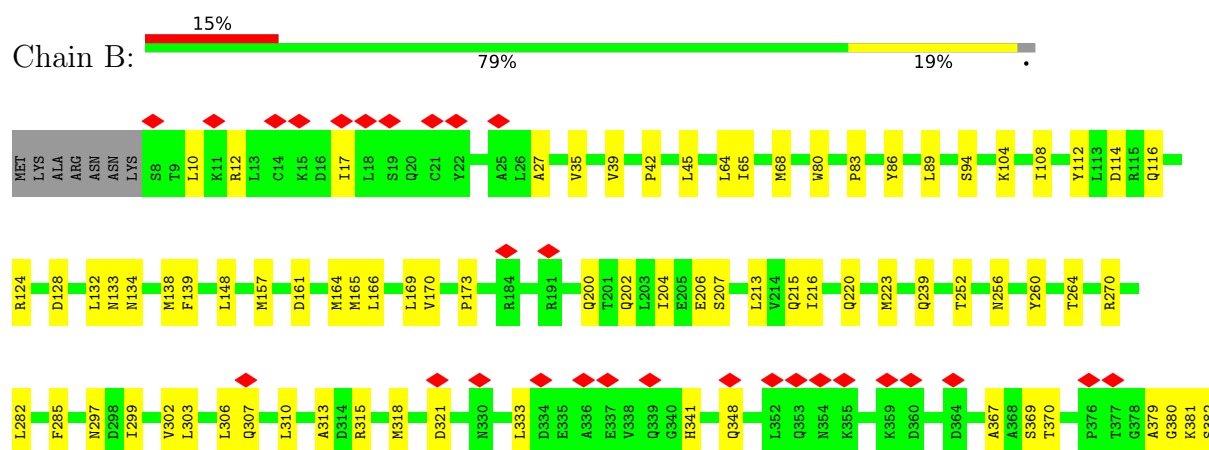 15%
Chain B:
79% 19% •
MET LYS ALA ARG ASN ASN LYS S8 T9 L10 K11 R12 L13 C14 K15 D16 I17 L18 S19 Q20 C21 Y22 A25 L26 A27 V35 V39 P42 L45 L64 I65 M68 W80 P83 Y86 L89 S94 K104 I108 Y112 L113 D114 R115 Q116
R124 D128 L132 N133 N134 M138 F139 L148 M157 D161 M164 M165 L166 L169 V170 P173 R184 R191 Q200 T201 Q202 L203 I204 E205 E206 S207 L213 V214 Q215 I216 Q220 M223 Q239 T252 N256 Y260 T264 R270
L282 F285 N297 D298 I299 V302 L303 L306 Q307 L310 A313 D314 R315 M318 D321 N330 L333 D334 E335 A336 E337 V338 Q339 G340 H341 Q348 L352 Q353 N354 K355 K359 D360 D364 A367 A368 S369 T370 P376 T377 G378 A379 G380 K381 S382